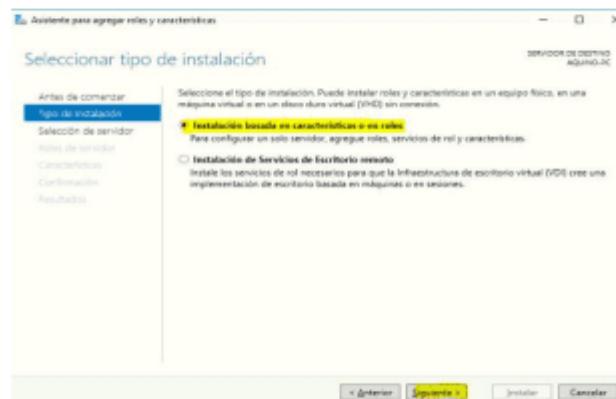 Asistente para agregar roles y características
Seleccionar tipo de instalación
SERVIDOR DE DESTINO
AQUINO-PC
Antes de comenzar
Tipo de instalación
Selección de servidor
Roles de servidor
Características
Confirmación
Resultados
Seleccione el tipo de instalación. Puede instalar roles y características en un equipo físico, en una
máquina virtual o en un disco duro virtual (VHD) sin conexión.
Instalación basada en características o en roles
Para configurar un solo servidor, agregue roles, servicios de rol y características.
Instalación de Servicios de Escritorio remoto
Instale los servicios de rol necesarios para que la Infraestructura de escritorio virtual (VDI) cree una
implementación de escritorio basada en máquinas o en sesiones.
< Anterior
Siguiente >
Instalar
Cancelar